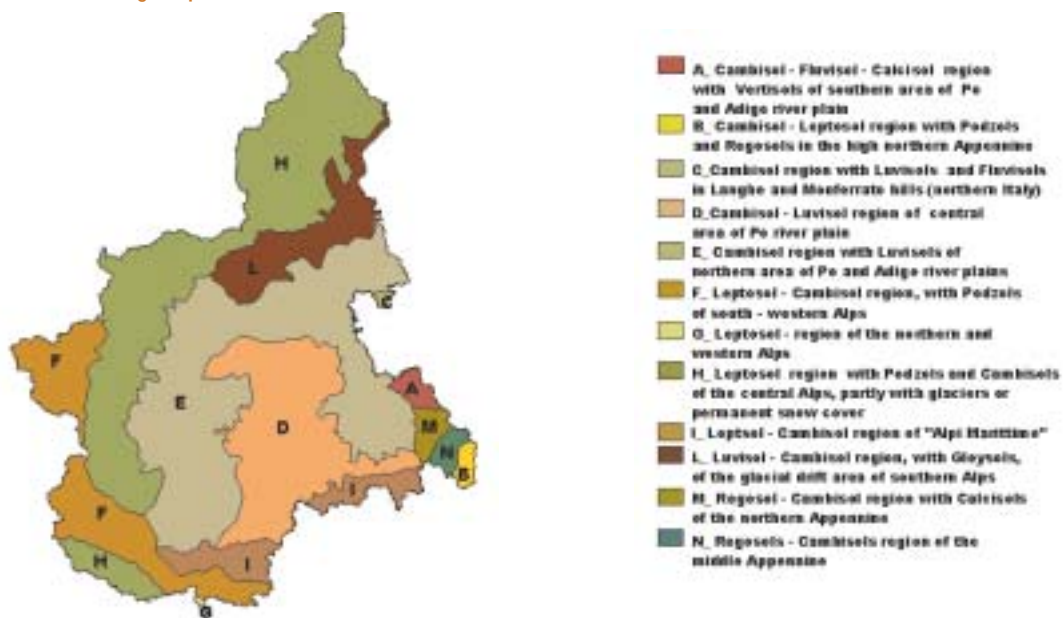 H
L
C
F
E
A
D
M
N
B
I
F
H
I
G
A_ Cambisol - Fluvisol - Calcisol region
with Vertisols of southern area of Po
and Adige river plain
B_ Cambisol - Leptosol region with Podzols
and Regosols in the high northern Appennine
C_Cambisol region with Luvisols and Fluvisols
in Langhe and Monferrato hills (northern Italy)
D_Cambisol - Luvisol region of central
area of Po river plain
E_ Cambisol region with Luvisols of
northern area of Po and Adige river plains
F_ Leptosol - Cambisol region, with Podzols
of south - western Alps
G_ Leptosol - region of the northern and
western Alps
H_ Leptosol region with Podzols and Cambisols
of the central Alps, partly with glaciers or
permanent snow cover
I_ Leptsol - Cambisol region of "Alpi Marittime"
L_ Luvisol - Cambisol region, with Gleysols,
of the glacial drift area of southern Alps
M_ Regosol - Cambisol region with Calcisols
of the northern Appennine
N_ Regosols - Cambisols region of the
middle Appennine